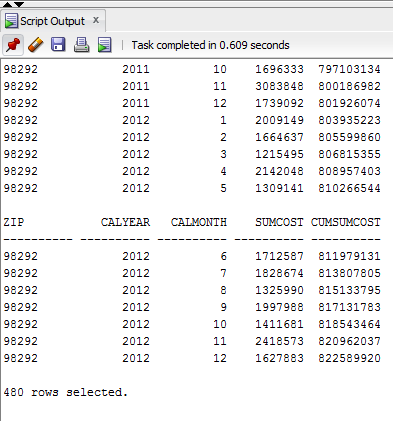 Script Output x
Task completed in 0.609 seconds
98292 2011 10 1696333 797103134
98292 2011 11 3083848 800186982
98292 2011 12 1739092 801926074
98292 2012 1 2009149 803935223
98292 2012 2 1664637 805599860
98292 2012 3 1215495 806815355
98292 2012 4 2142048 808957403
98292 2012 5 1309141 810266544
ZIP CALYEAR CALMONTH SUMCOST CUMSUMCOST
---------- ---------- ---------- ---------- ----------
98292 2012 6 1712587 811979131
98292 2012 7 1828674 813807805
98292 2012 8 1325990 815133795
98292 2012 9 1997988 817131783
98292 2012 10 1411681 818543464
98292 2012 11 2418573 820962037
98292 2012 12 1627883 822589920
480 rows selected.